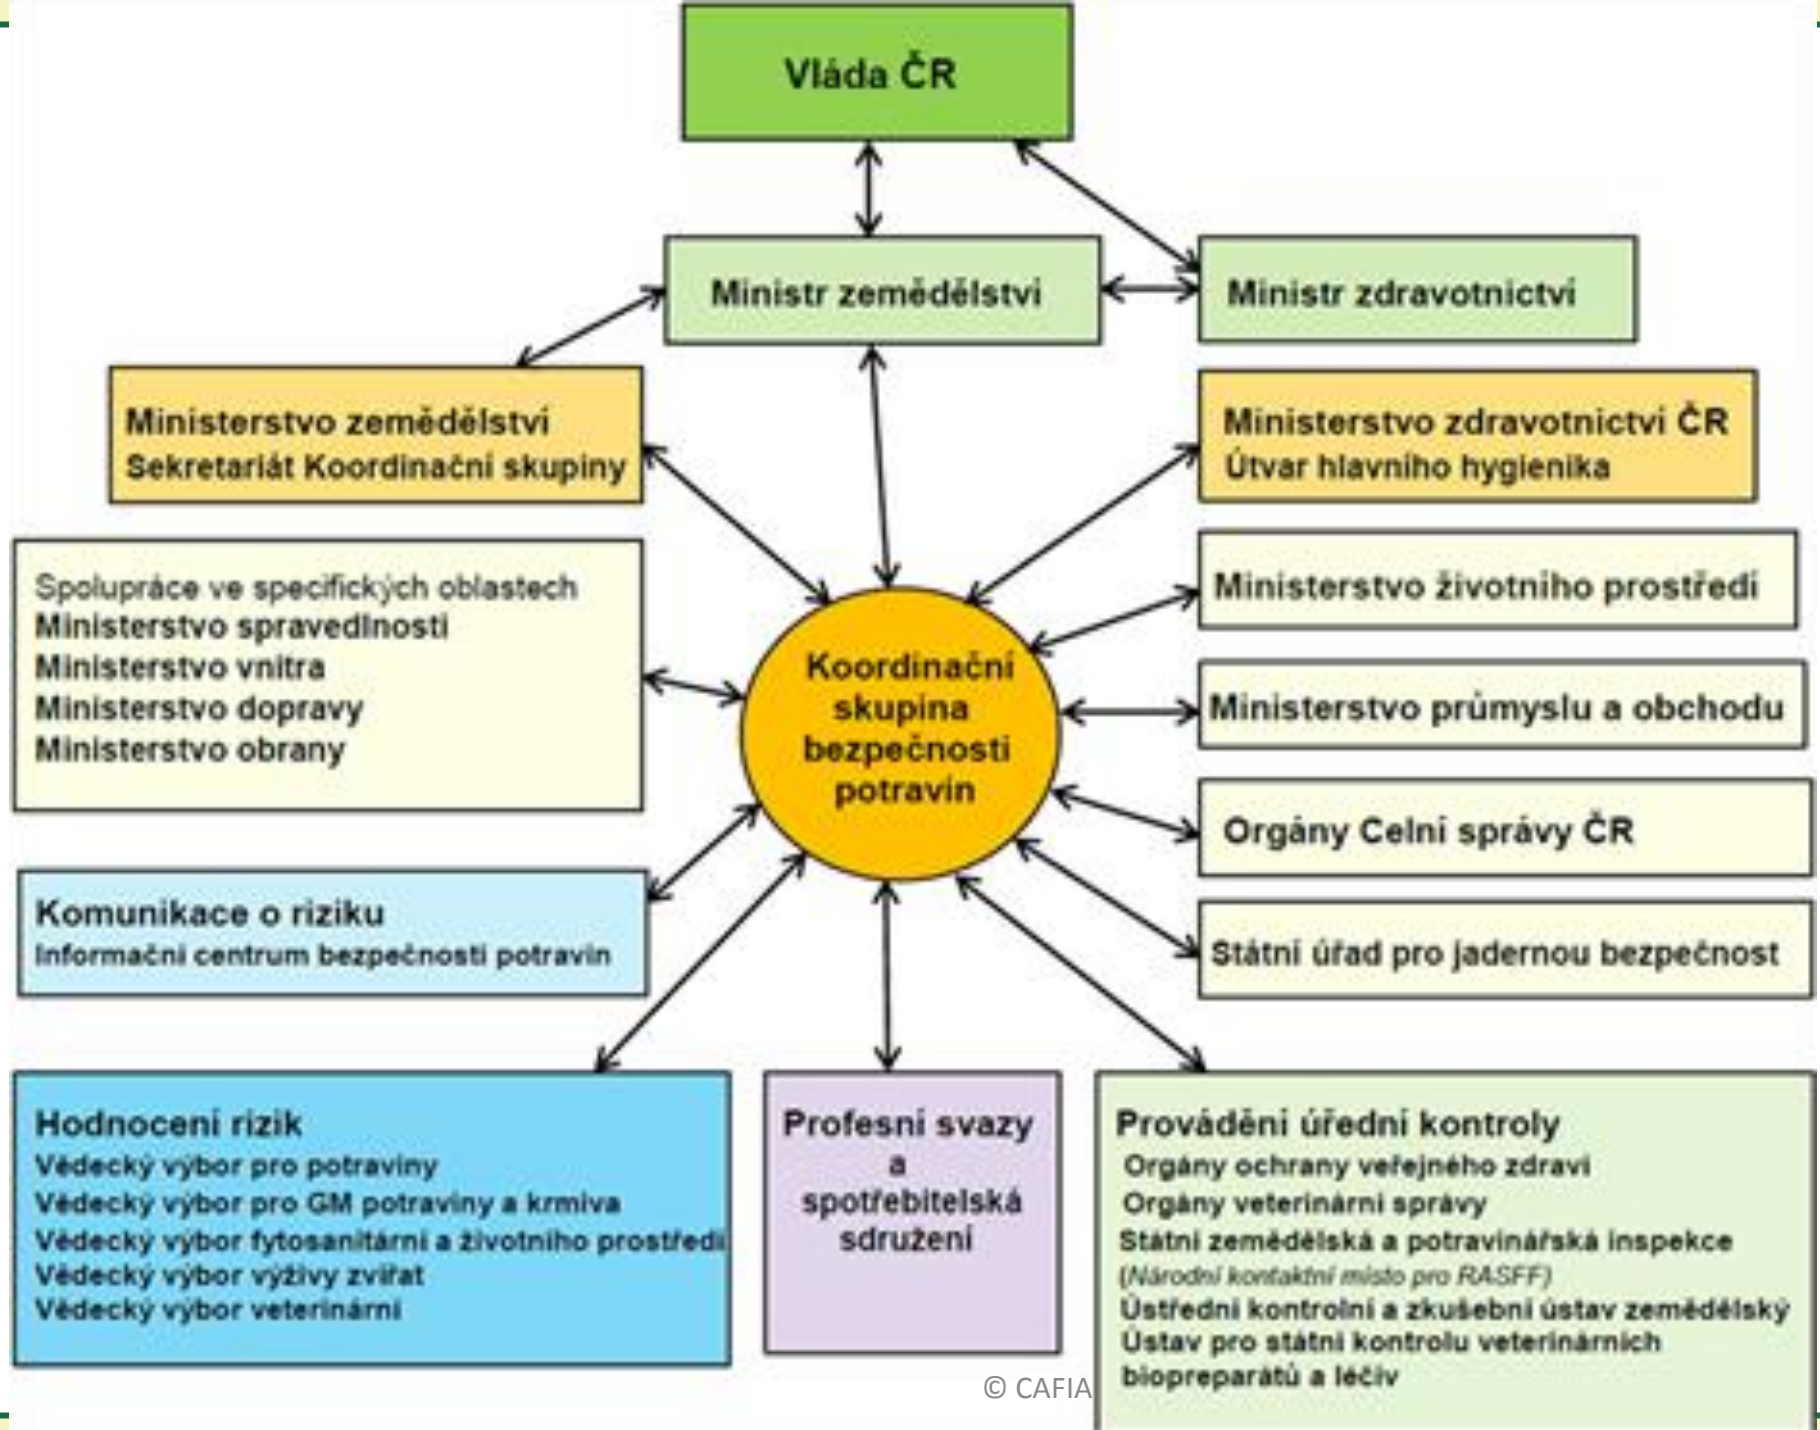 Vláda ČR
Ministr zemědělství
Ministr zdravotnictví
Ministerstvo zemědělství
Sekretariát Koordinační skupiny
Ministerstvo zdravotnictví ČR
Útvar hlavního hygienika
Spolupráce ve specifických oblastech
Ministerstvo spravedlnosti
Ministerstvo vnitra
Ministerstvo dopravy
Ministerstvo obrany
Ministerstvo životního prostředí
Koordinační
skupina
bezpečnosti
potravin
Ministerstvo průmyslu a obchodu
Orgány Celní správy ČR
Komunikace o riziku
Informační centrum bezpečnosti potravin
Státní úřad pro jadernou bezpečnost
Hodnocení rizik
Vědecký výbor pro potraviny
Vědecký výbor pro GM potraviny a krmiva
Vědecký výbor fytosanitární a životního prostředí
Vědecký výbor výživy zvířat
Vědecký výbor veterinární
Profesní svazy
a
spotřebitelská
sdružení
Provádění úřední kontroly
Orgány ochrany veřejného zdraví
Orgány veterinární správy
Státní zemědělská a potravinářská inspekce
(Národní kontaktní místo pro RASFF)
Ústřední kontrolní a zkušební ústav zemědělský
Ústav pro státní kontrolu veterinárních
biopreparátů a léčiv
© CAFIA